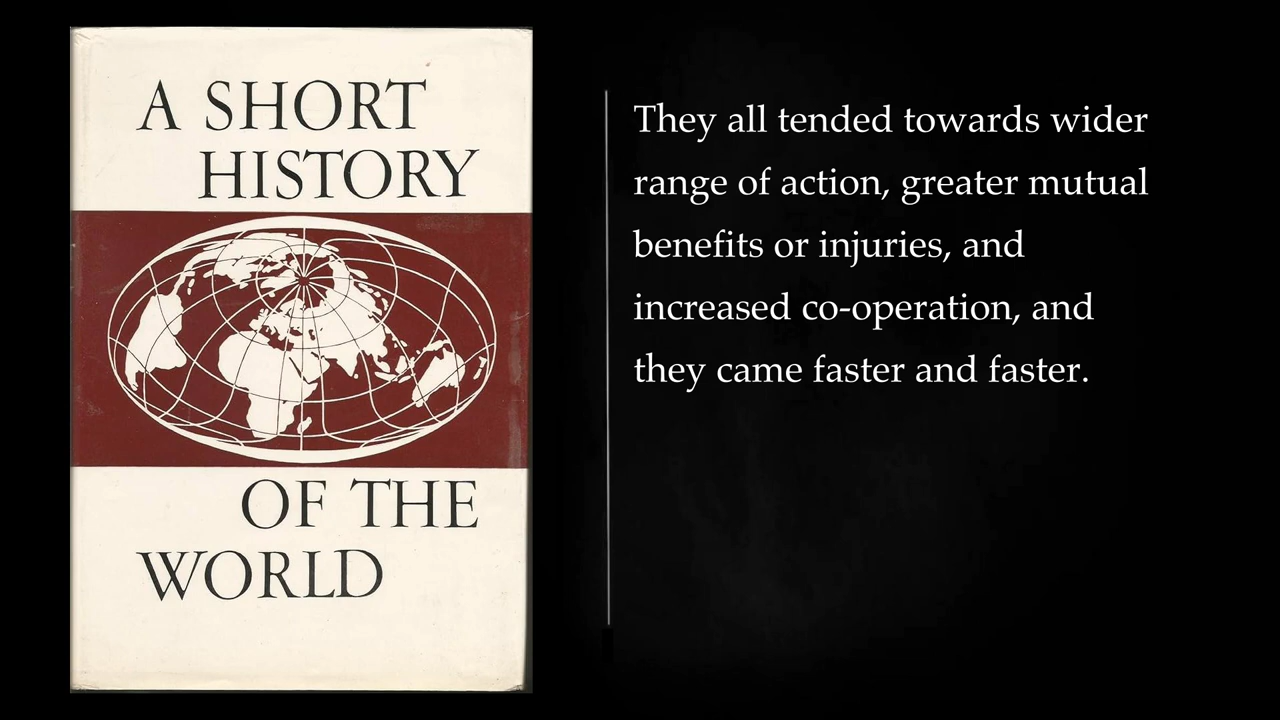 A SHORT
HISTORY
OF THE
WORLD
They all tended towards wider
range of action, greater mutual
benefits or injuries, and
increased co-operation, and
they came faster and faster.